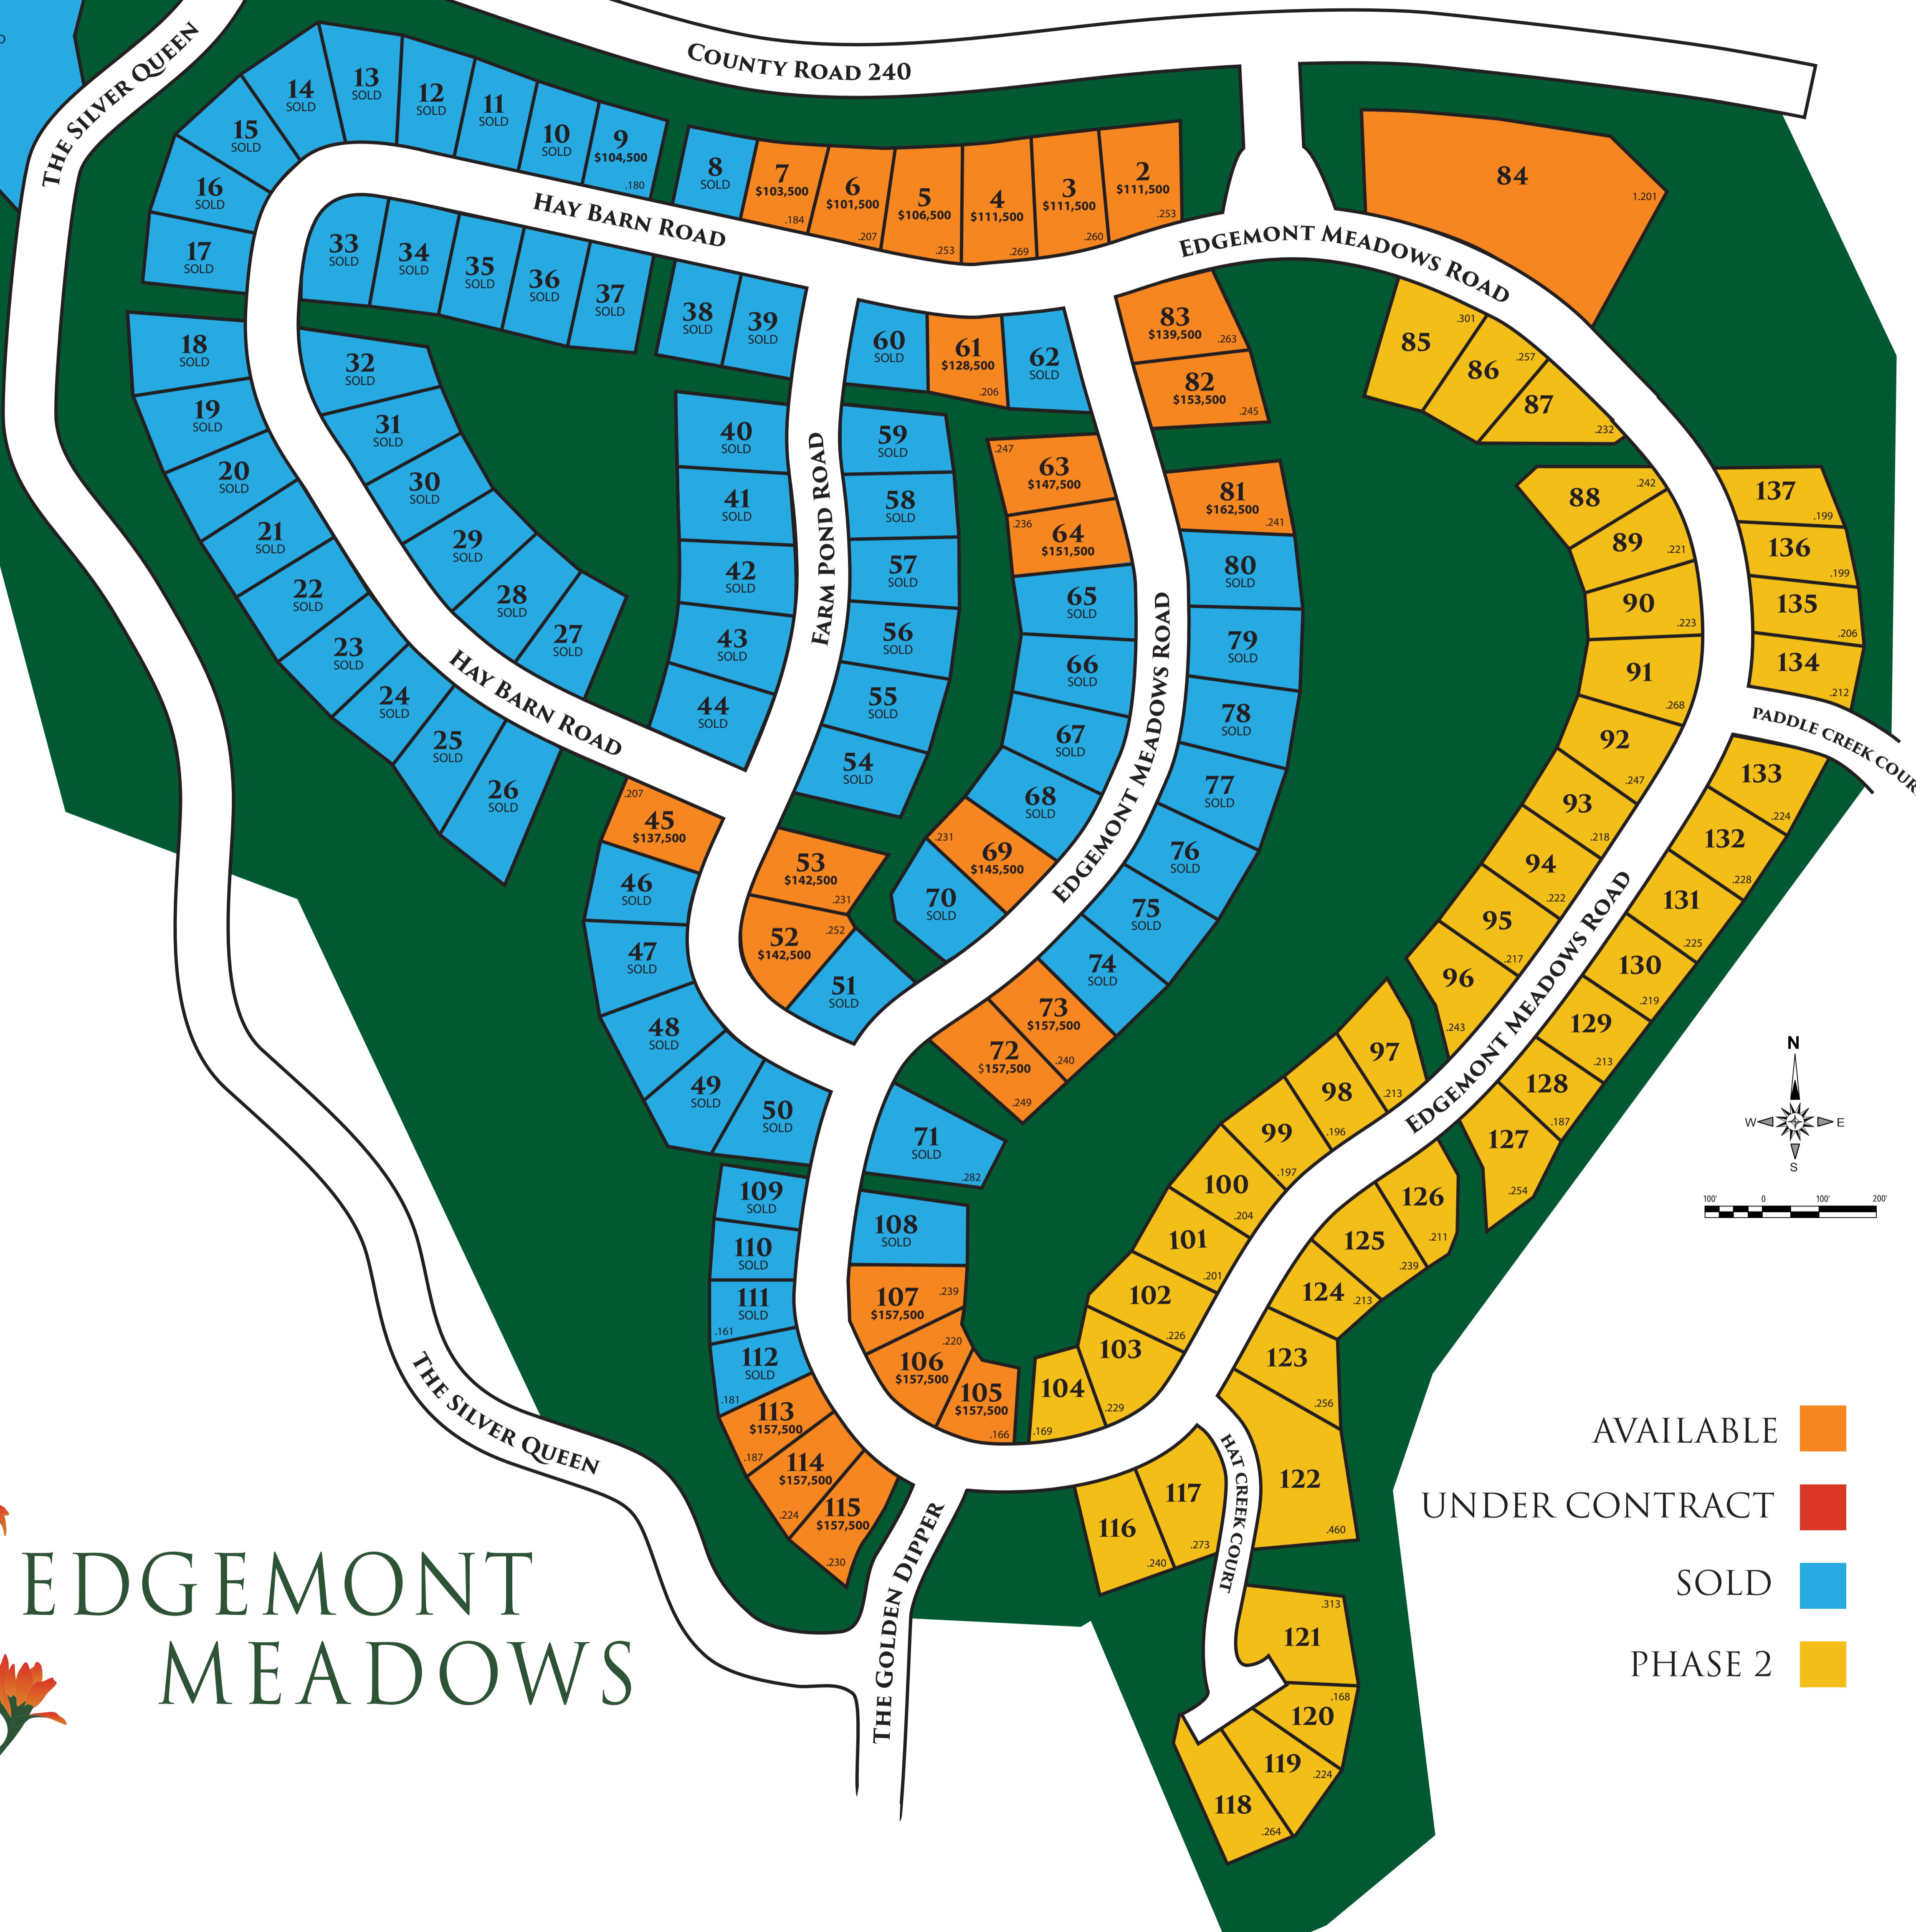 COUNTY ROAD 240
THE SILVER QUEEN
14
SOLD
13
SOLD
12
SOLD
11
SOLD
10
SOLD
9
$104,500
.180
8
SOLD
7
$103,500
.184
6
$101,500
.207
5
$106,500
.253
4
$111,500
.269
3
$111,500
.260
2
$111,500
.253
84
1.201
15
SOLD
16
SOLD
17
SOLD
HAY BARN ROAD
EDGEMONT MEADOWS ROAD
33
SOLD
34
SOLD
35
SOLD
36
SOLD
37
SOLD
38
SOLD
39
SOLD
60
SOLD
61
$128,500
.206
62
SOLD
83
$139,500
.263
82
$153,500
.245
85
.301
86
.257
87
.232
18
SOLD
19
SOLD
20
SOLD
21
SOLD
22
SOLD
23
SOLD
24
SOLD
25
SOLD
26
SOLD
32
SOLD
31
SOLD
30
SOLD
29
SOLD
28
SOLD
27
SOLD
HAY BARN ROAD
40
SOLD
41
SOLD
42
SOLD
43
SOLD
44
SOLD
FARM POND ROAD
59
SOLD
58
SOLD
57
SOLD
56
SOLD
55
SOLD
54
SOLD
.247
63
$147,500
.236
64
$151,500
65
SOLD
66
SOLD
67
SOLD
68
SOLD
.231
69
$145,500
70
SOLD
EDGEMONT MEADOWS ROAD
81
$162,500
.241
80
SOLD
79
SOLD
78
SOLD
77
SOLD
76
SOLD
75
SOLD
74
SOLD
73
$157,500
.240
72
$157,500
.249
88
.242
89
.221
90
.223
91
.268
92
.247
93
.218
94
.222
95
.217
96
.243
137
.199
136
.199
135
.206
134
.212
PADDLE CREEK COUR
133
.224
132
.228
131
.225
130
.219
129
.213
128
.187
127
.254
EDGEMONT MEADOWS ROAD
.207
45
$137,500
46
SOLD
47
SOLD
48
SOLD
49
SOLD
50
SOLD
53
$142,500
.231
52
$142,500
.252
51
SOLD
71
SOLD
.282
97
.213
98
.196
99
.197
100
.204
101
.201
102
.226
103
.229
104
.169
126
.211
125
.239
124
.213
123
.256
122
.460
109
SOLD
110
SOLD
111
SOLD
.161
112
SOLD
.181
113
$157,500
.187
114
$157,500
.224
115
$157,500
.230
108
SOLD
107
$157,500
.239
106
$157,500
.220
105
$157,500
.166
116
.240
117
.273
HAT CREEK COURT
121
.313
120
.168
119
.224
118
.264
THE SILVER QUEEN
THE GOLDEN DIPPER
N
W
E
S
100'
0
100'
200'
AVAILABLE
UNDER CONTRACT
SOLD
PHASE 2
EDGEMONT
MEADOWS